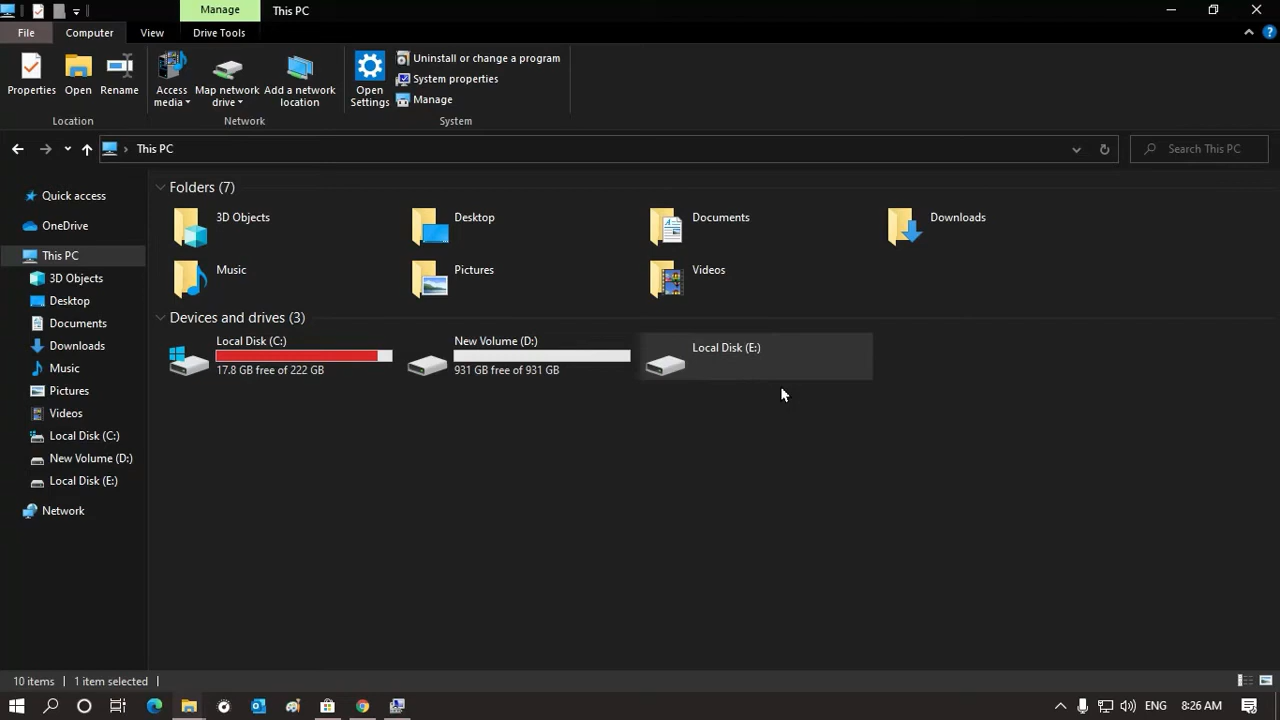 Manage
This PC
File
Computer
View
Drive Tools
Properties
Open
Rename
Access media
Map network drive
Add a network location
Open Settings
Uninstall or change a program
System properties
Manage
Location
Network
System
This PC
Search This PC
Quick access
OneDrive
This PC
3D Objects
Desktop
Documents
Downloads
Music
Pictures
Videos
Local Disk (C:)
New Volume (D:)
Local Disk (E:)
Network
Folders (7)
3D Objects
Desktop
Documents
Downloads
Music
Pictures
Videos
Devices and drives (3)
Local Disk (C:)
17.8 GB free of 222 GB
New Volume (D:)
931 GB free of 931 GB
Local Disk (E:)
10 items
1 item selected
ENG
8:26 AM